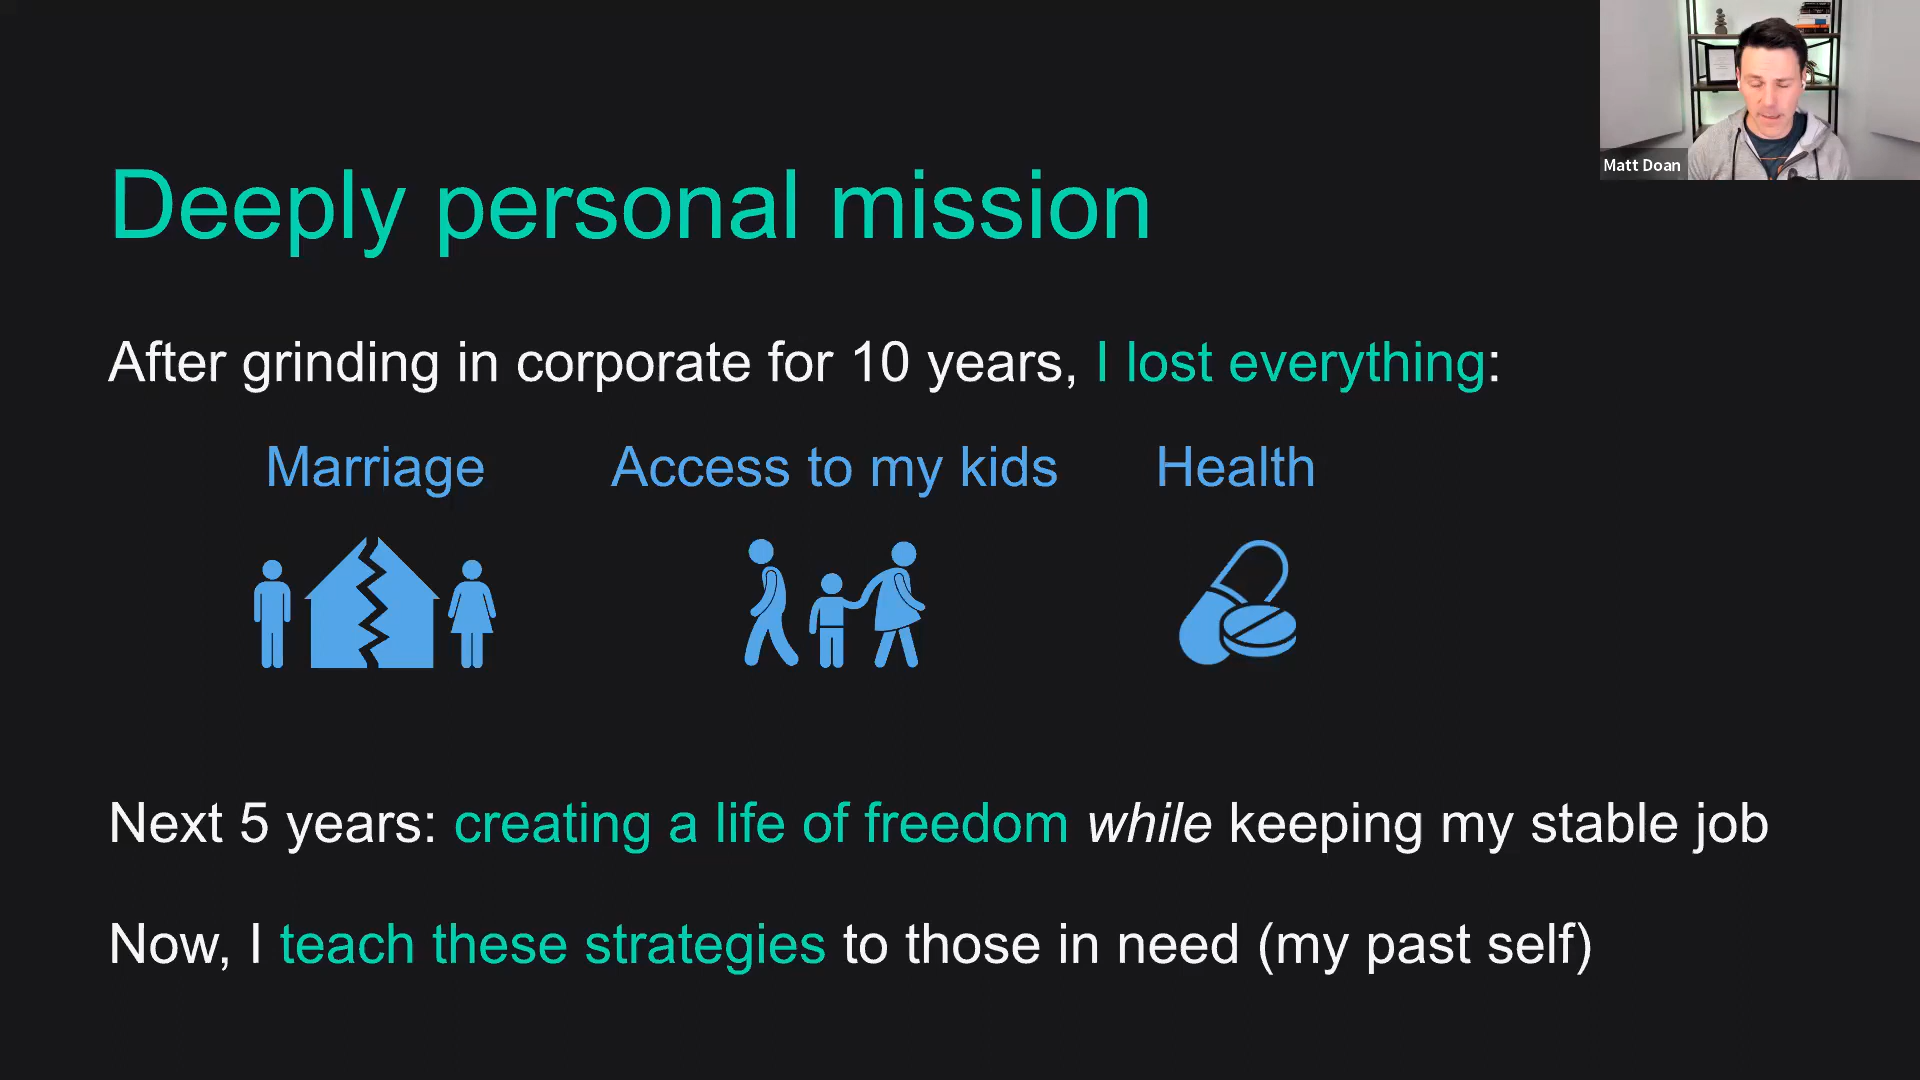 Matt Doan
Deeply personal mission
After grinding in corporate for 10 years, I lost everything:
Marriage
Access to my kids
Health
Next 5 years: creating a life of freedom while keeping my stable job
Now, I teach these strategies to those in need (my past self)